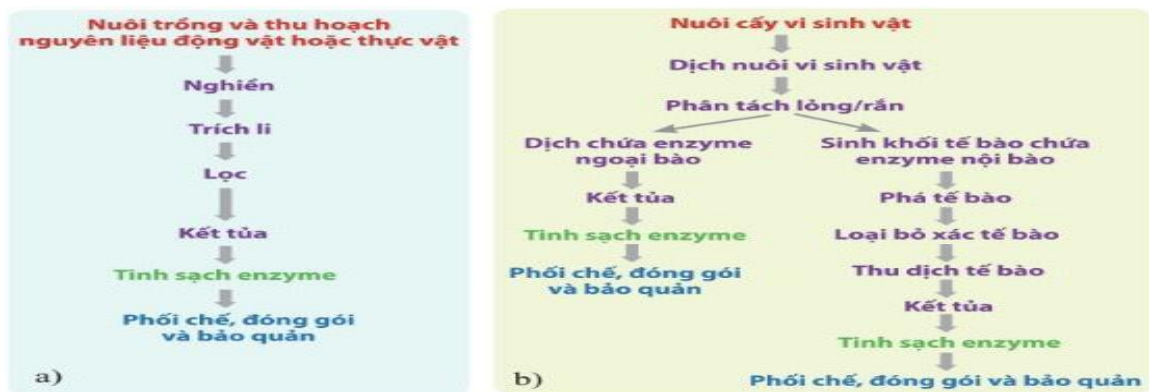 Nuôi trồng và thu hoạch
nguyên liệu động vật hoặc thực vật
Nghiền
Trích li
Lọc
Kết tủa
Tinh sạch enzyme
Phối chế, đóng gói
và bảo quản
a)
Nuôi cấy vi sinh vật
Dịch nuôi vi sinh vật
Phân tách lỏng/rắn
Dịch chứa enzyme
ngoại bào
Kết tủa
Tinh sạch enzyme
Phối chế, đóng gói
và bảo quản
Sinh khối tế bào chứa
enzyme nội bào
Phá tế bào
Loại bỏ xác tế bào
Thu dịch tế bào
Kết tủa
Tinh sạch enzyme
Phối chế, đóng gói và bảo quản
b)